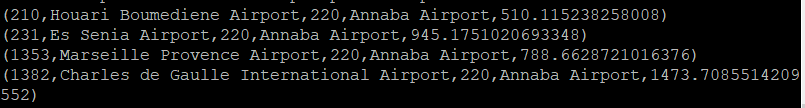 (210,Houari Boumediene Airport,220,Annaba Airport,510.115238258008)
(231,Es Senia Airport,220,Annaba Airport,945.1751020693348)
(1353,Marseille Provence Airport,220,Annaba Airport,788.6628721016376)
(1382,Charles de Gaulle International Airport,220,Annaba Airport,1473.7085514209
552)